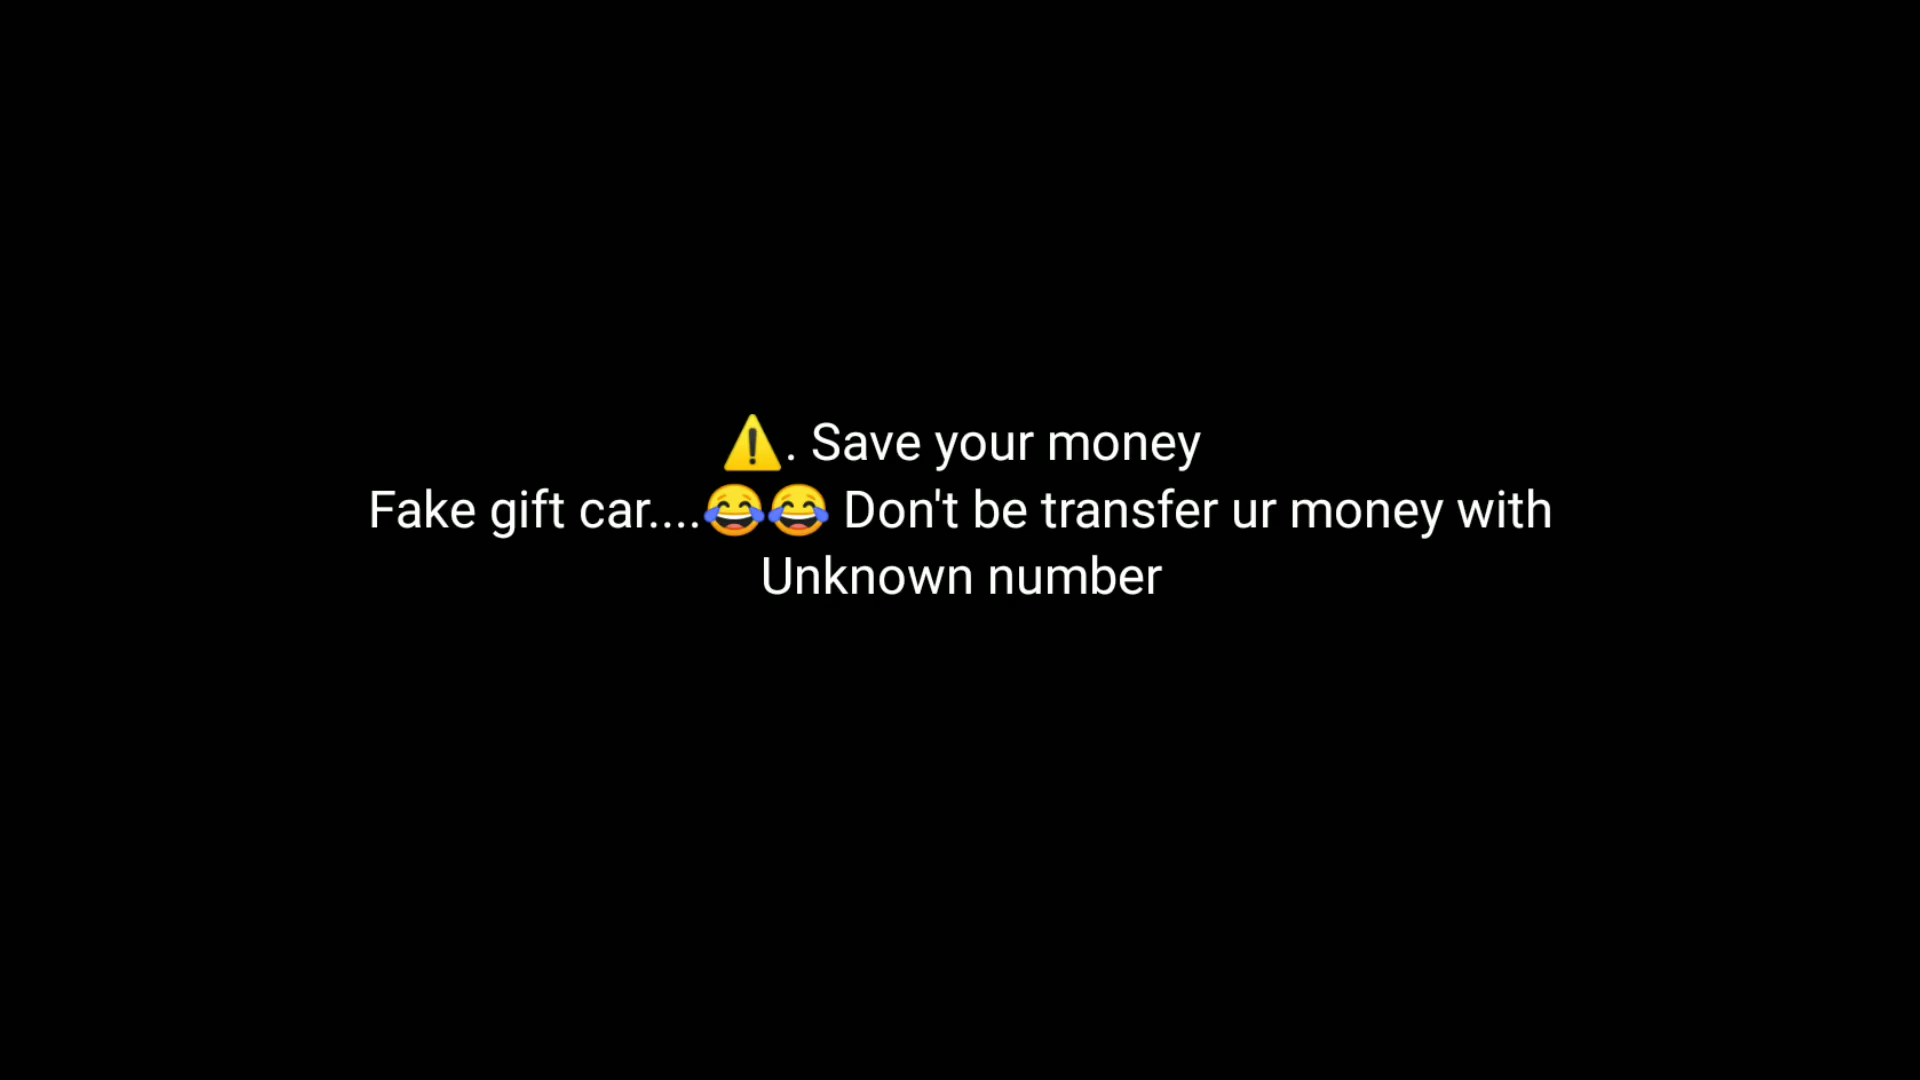 ⚠️. Save your money
Fake gift car....😂😂 Don't be transfer ur money with
Unknown number